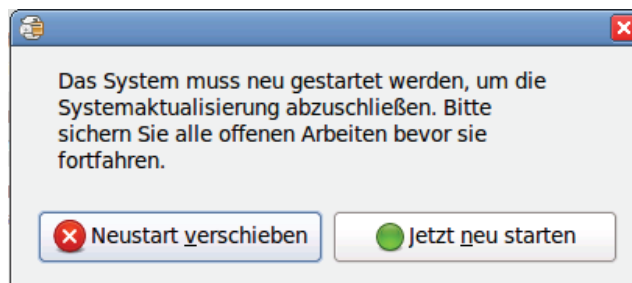 Das System muss neu gestartet werden, um die
Systemaktualisierung abzuschließen. Bitte
sichern Sie alle offenen Arbeiten bevor sie
fortfahren.
Neustart verschieben
Jetzt neu starten